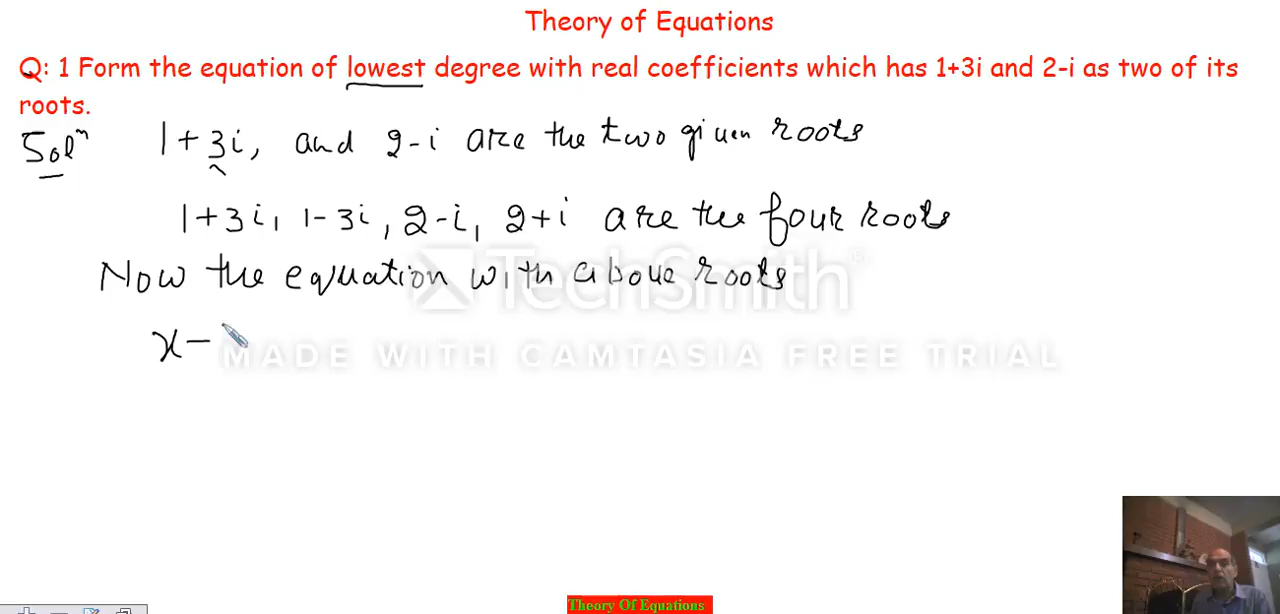 Theory of Equations
Q: 1 Form the equation of lowest degree with real coefficients which has 1+3i and 2-i as two of its
roots.
Solⁿ 1+3i, and 2-i are the two given roots
1+3i, 1-3i, 2-i, 2+i are the four roots
Now the equation with above roots
TechSmith
x-
MADE WITH CAMTASIA FREE TRIAL
Theory Of Equations